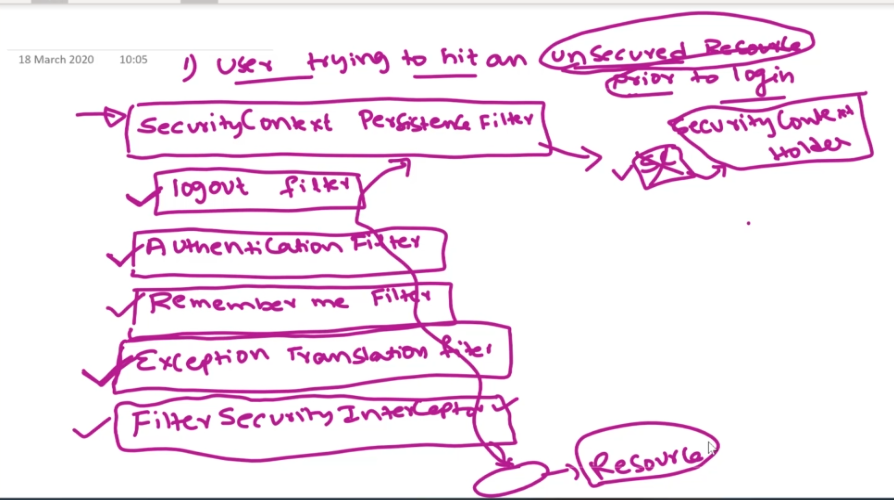 18 March 2020 10:05
1) User trying to hit an unsecured Resource
prior to login
SecurityContext Persistence Filter
SecurityContext
Holder
SC
logout filter
Authentication Filter
Remember me Filter
Exception Translation filter
FilterSecurityInterceptor
Resource